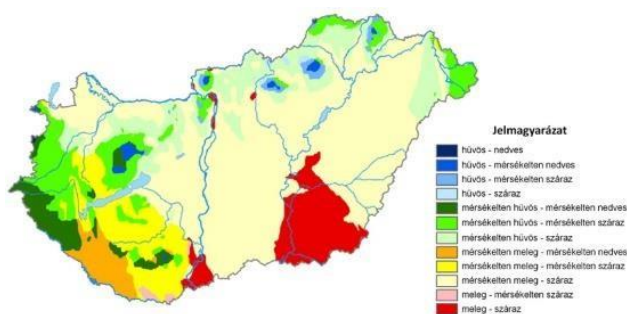 Jelmagyarázat
hűvös - nedves
hűvös - mérsékelten nedves
hűvös - mérsékelten száraz
hűvös - száraz
mérsékelten hűvös - mérsékelten nedves
mérsékelten hűvös - mérsékelten száraz
mérsékelten hűvös - száraz
mérsékelten meleg - mérsékelten nedves
mérsékelten meleg - mérsékelten száraz
mérsékelten meleg - száraz
meleg - mérsékelten száraz
meleg - száraz